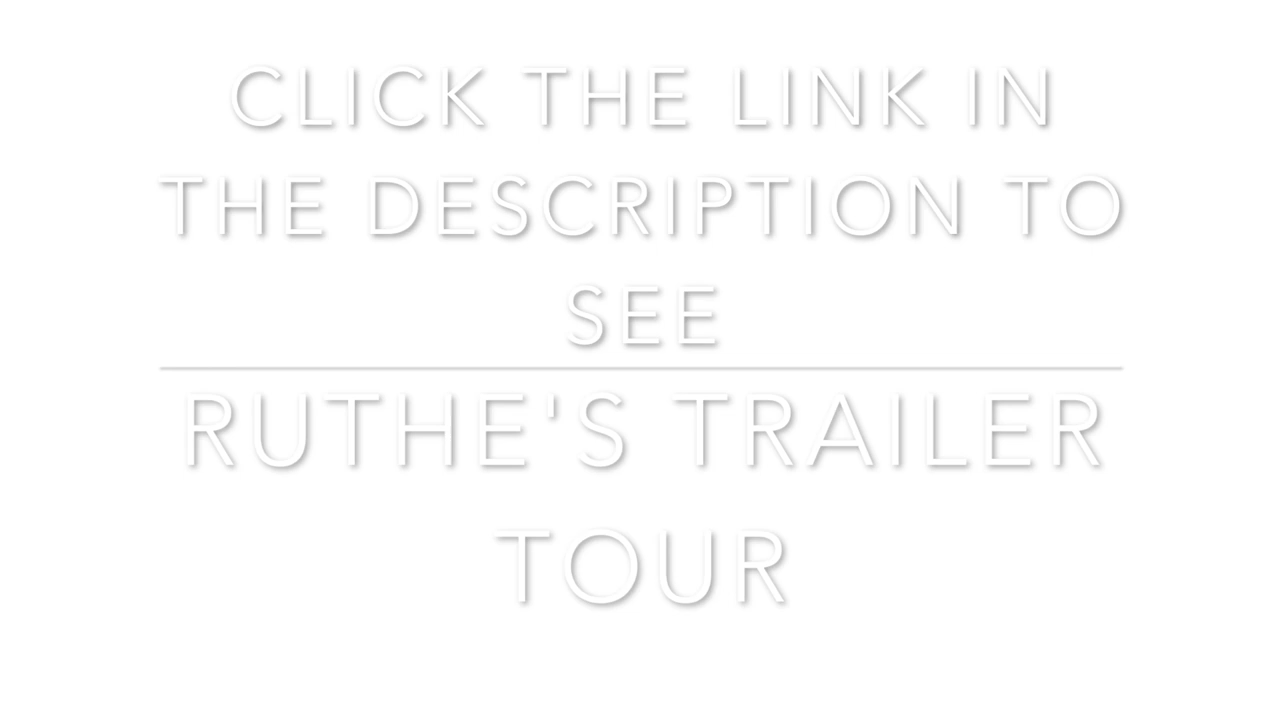 CLICK THE LINK IN
THE DESCRIPTION TO
SEE
RUTHE'S TRAILER
TOUR